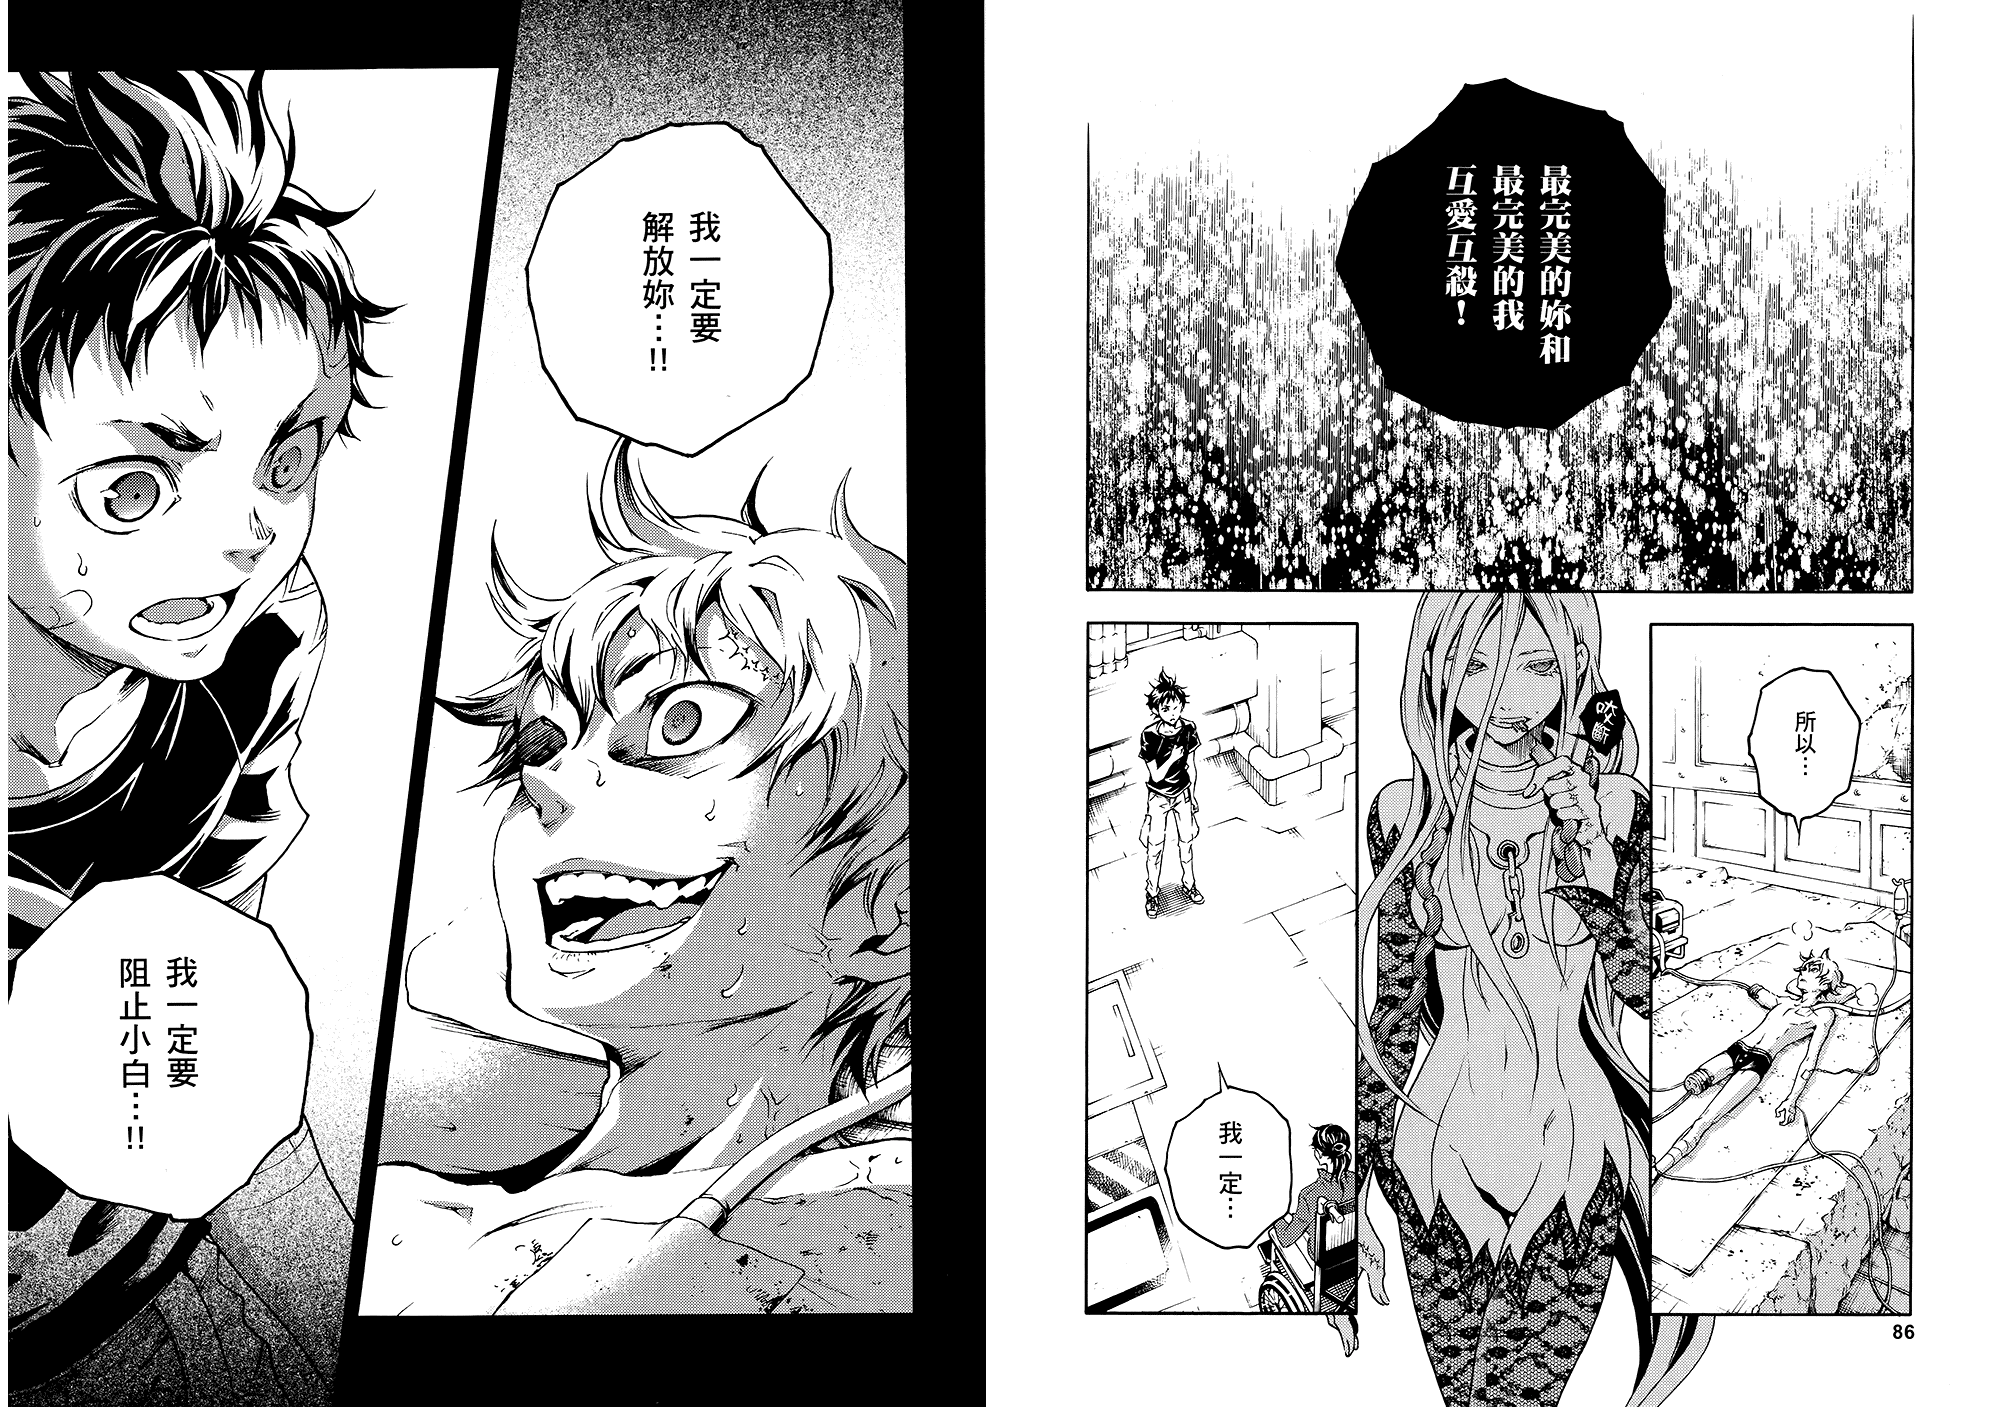 最完美的妳和
最完美的我
互愛互殺！
所以…
咬斷
我一定…
86
我一定要
解放妳…!!
我一定要
阻止小白…!!